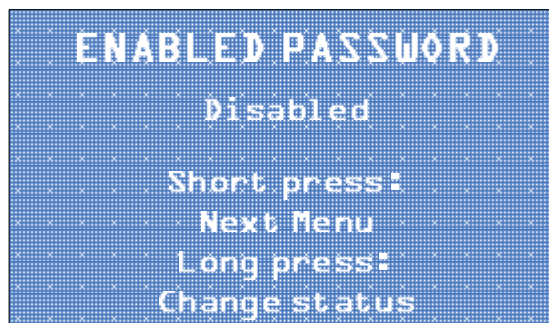 ENABLED PASSWORD
Disabled
Short press:
Next Menu
Long press:
Change status